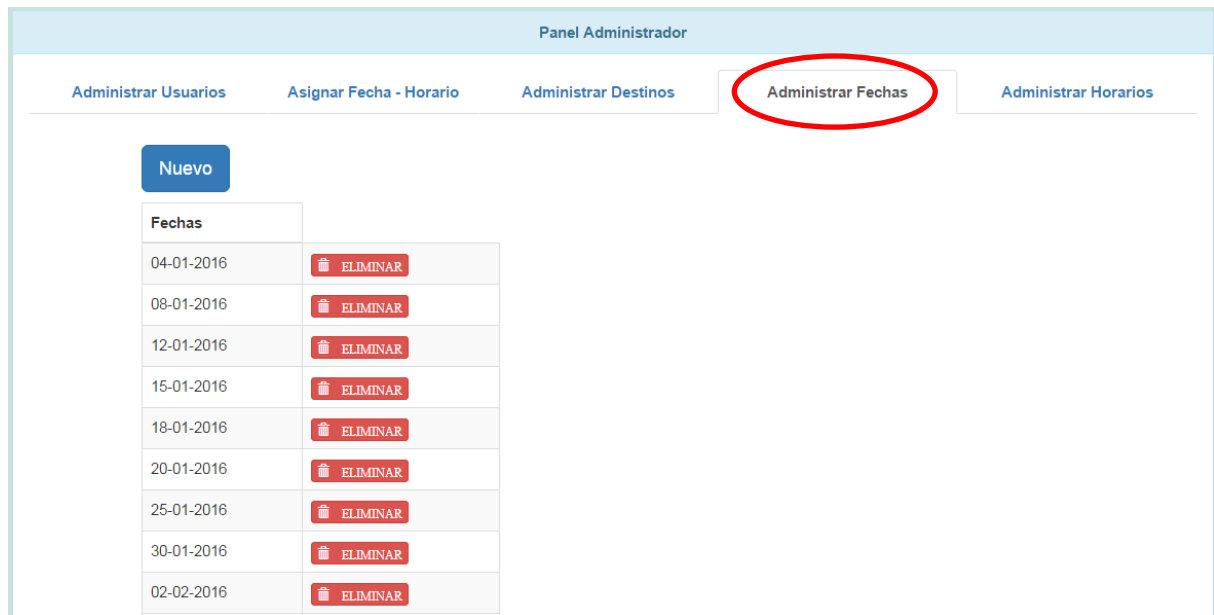 Panel Administrador
Administrar Usuarios Asignar Fecha - Horario Administrar Destinos Administrar Fechas Administrar Horarios
Nuevo
Fechas
04-01-2016 ELIMINAR
08-01-2016 ELIMINAR
12-01-2016 ELIMINAR
15-01-2016 ELIMINAR
18-01-2016 ELIMINAR
20-01-2016 ELIMINAR
25-01-2016 ELIMINAR
30-01-2016 ELIMINAR
02-02-2016 ELIMINAR